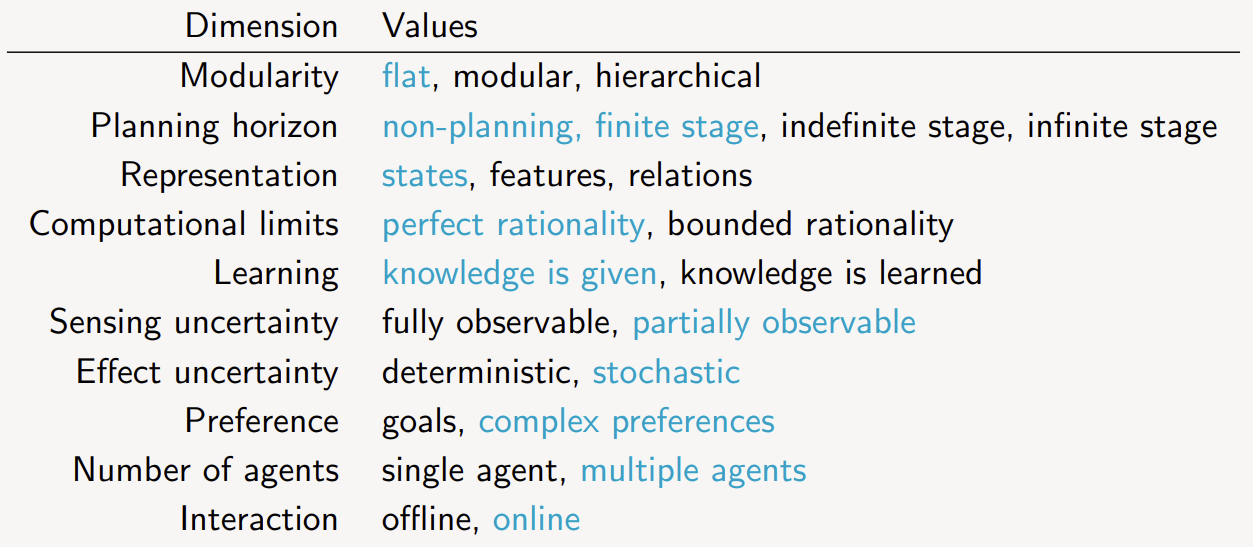 Dimension Values
Modularity flat, modular, hierarchical
Planning horizon non-planning, finite stage, indefinite stage, infinite stage
Representation states, features, relations
Computational limits perfect rationality, bounded rationality
Learning knowledge is given, knowledge is learned
Sensing uncertainty fully observable, partially observable
Effect uncertainty deterministic, stochastic
Preference goals, complex preferences
Number of agents single agent, multiple agents
Interaction offline, online